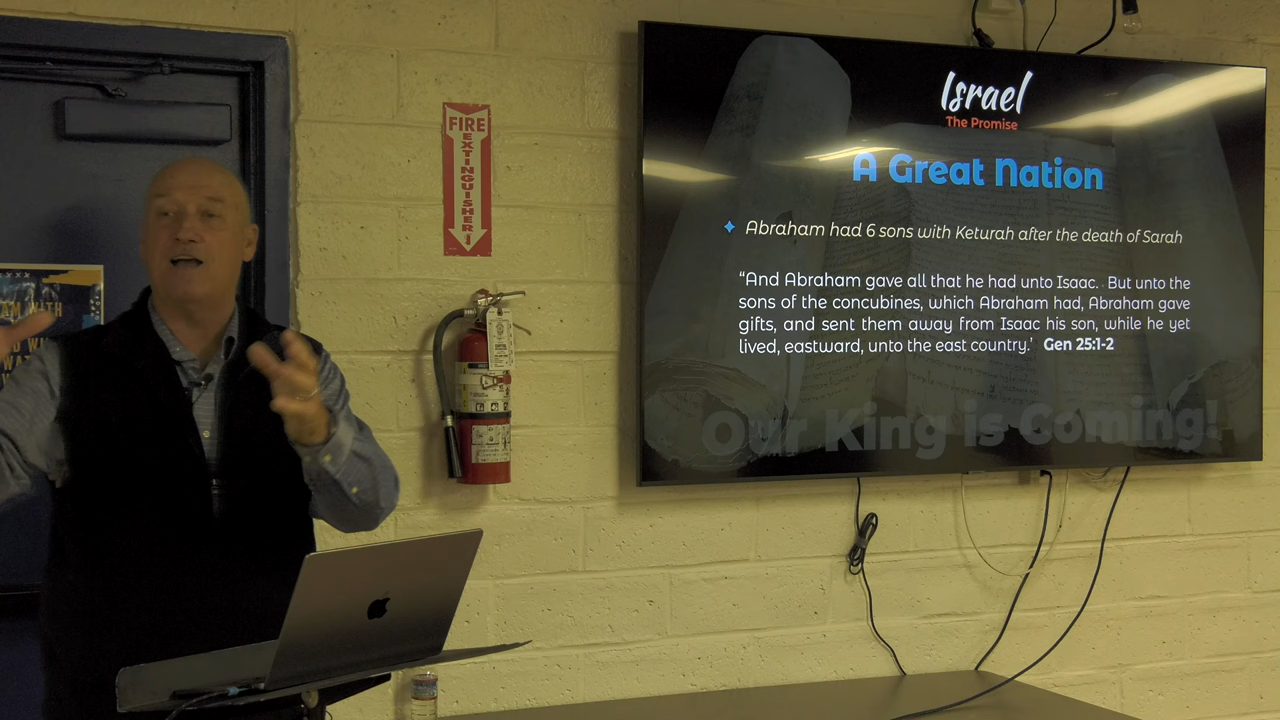 FIRE
EXTINGUISHER
Israel
The Promise
A Great Nation
Abraham had 6 sons with Keturah after the death of Sarah
“And Abraham gave all that he had unto Isaac. But unto the
sons of the concubines, which Abraham had, Abraham gave
gifts, and sent them away from Isaac his son, while he yet
lived, eastward, unto the east country.’ Gen 25:1-2
Our King is Coming!
WITH